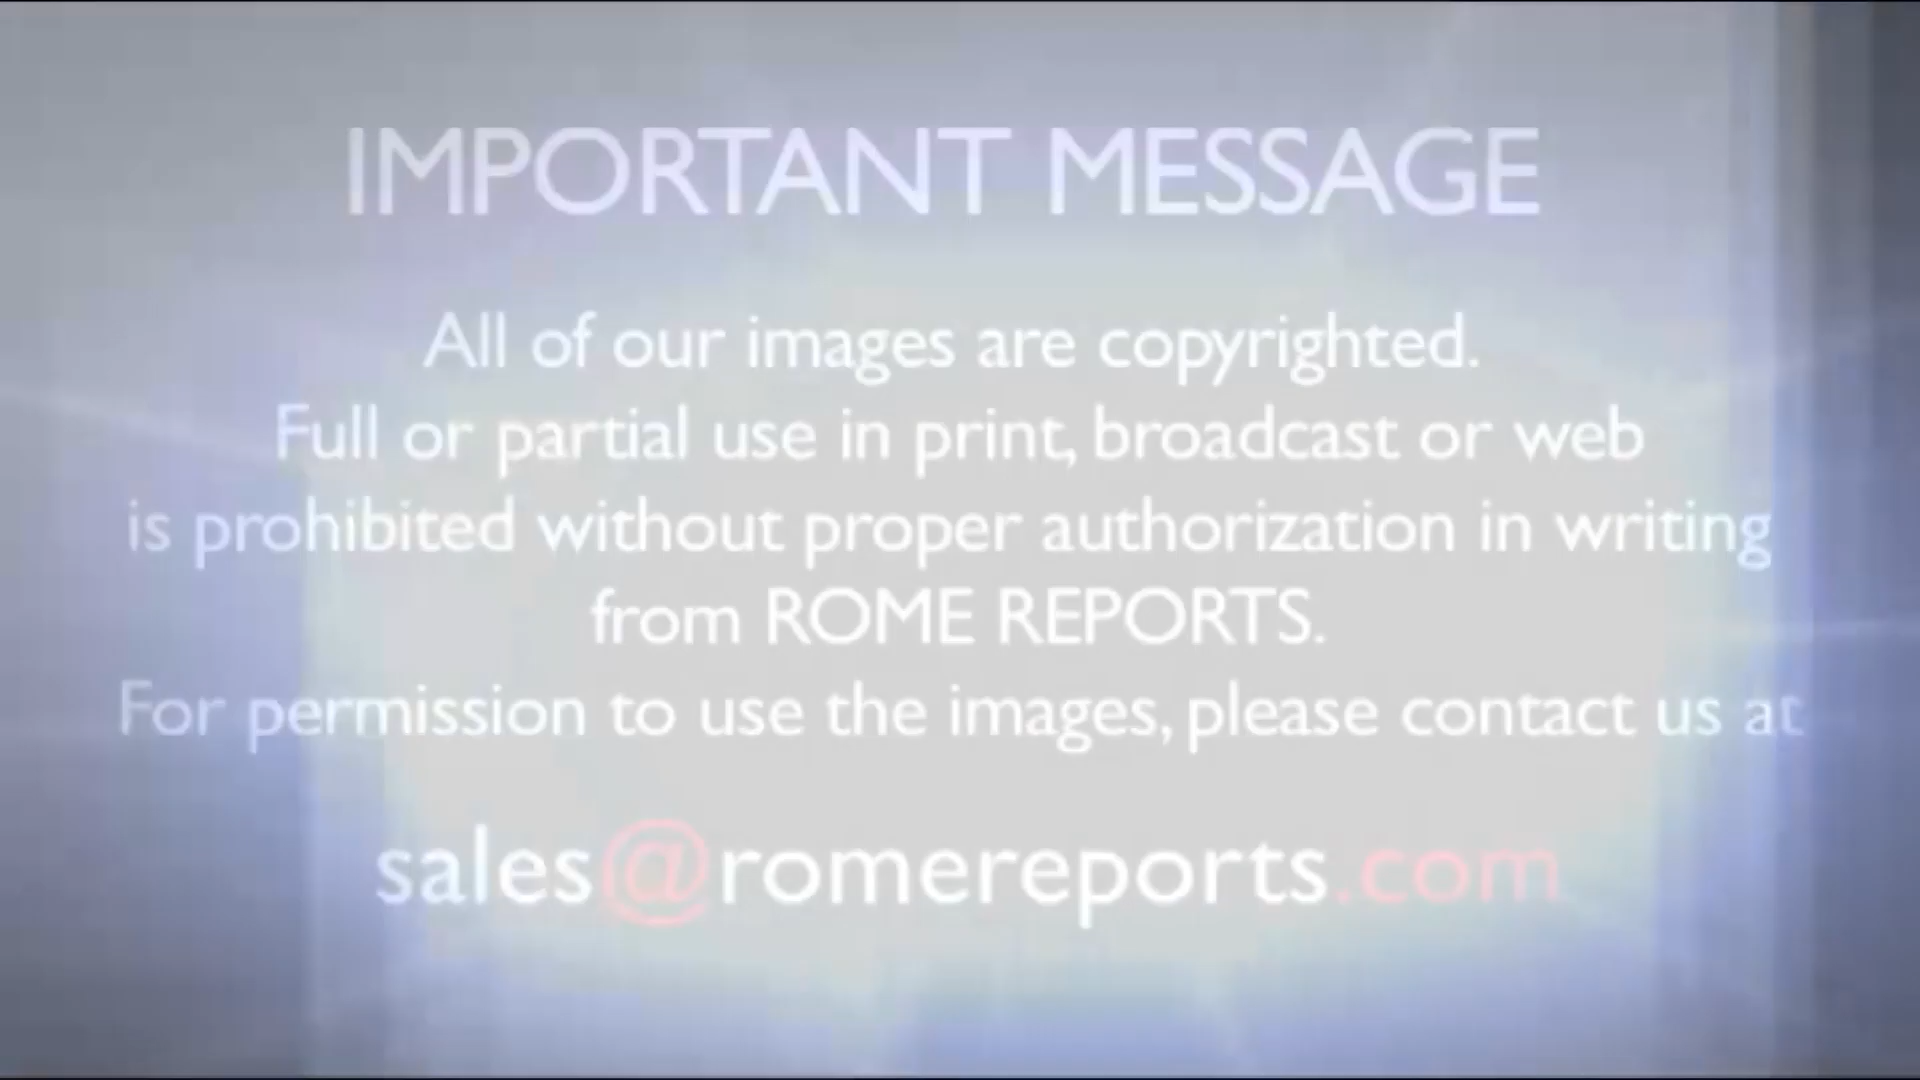 IMPORTANT MESSAGE
All of our images are copyrighted.
Full or partial use in print, broadcast or web
is prohibited without proper authorization in writing
from ROME REPORTS.
For permission to use the images, please contact us at
sales@romereports.com